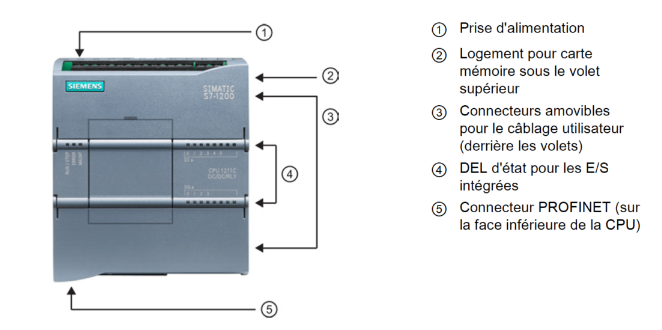 ①
SIEMENS
SIMATIC
S7-1200
②
③
④
CPU 1211C
DC/DC/RLY
⑤
① Prise d'alimentation
② Logement pour carte
mémoire sous le volet
supérieur
③ Connecteurs amovibles
pour le câblage utilisateur
(derrière les volets)
④ DEL d'état pour les E/S
intégrées
⑤ Connecteur PROFINET (sur
la face inférieure de la CPU)